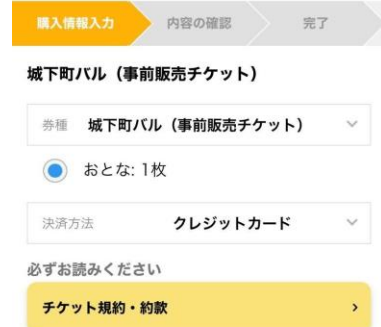 購入情報入力 内容の確認 完了
城下町バル（事前販売チケット）
券種 城下町バル（事前販売チケット）
おとな: 1枚
決済方法 クレジットカード
必ずお読みください
チケット規約・約款